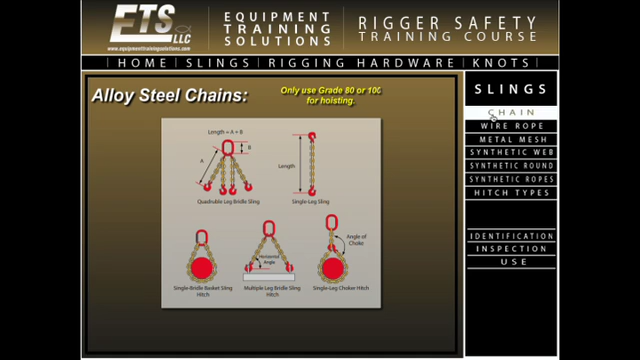 ETS LLC
www.equipmenttrainingsolutions.com
EQUIPMENT
TRAINING
SOLUTIONS
RIGGER SAFETY
TRAINING COURSE
HOME | SLINGS | RIGGING HARDWARE | KNOTS
Alloy Steel Chains:
Only use Grade 80 or 100
for hoisting.
Length = A + B
A
B
Quadruble Leg Bridle Sling
Length
Single-Leg Sling
Single-Bridle Basket Sling
Hitch
Horizontal
Angle
Multiple Leg Bridle Sling
Hitch
Angle of
Choke
Single-Leg Choker Hitch
SLINGS
CHAIN
WIRE ROPE
METAL MESH
SYNTHETIC WEB
SYNTHETIC ROUND
SYNTHETIC ROPES
HITCH TYPES
IDENTIFICATION
INSPECTION
USE